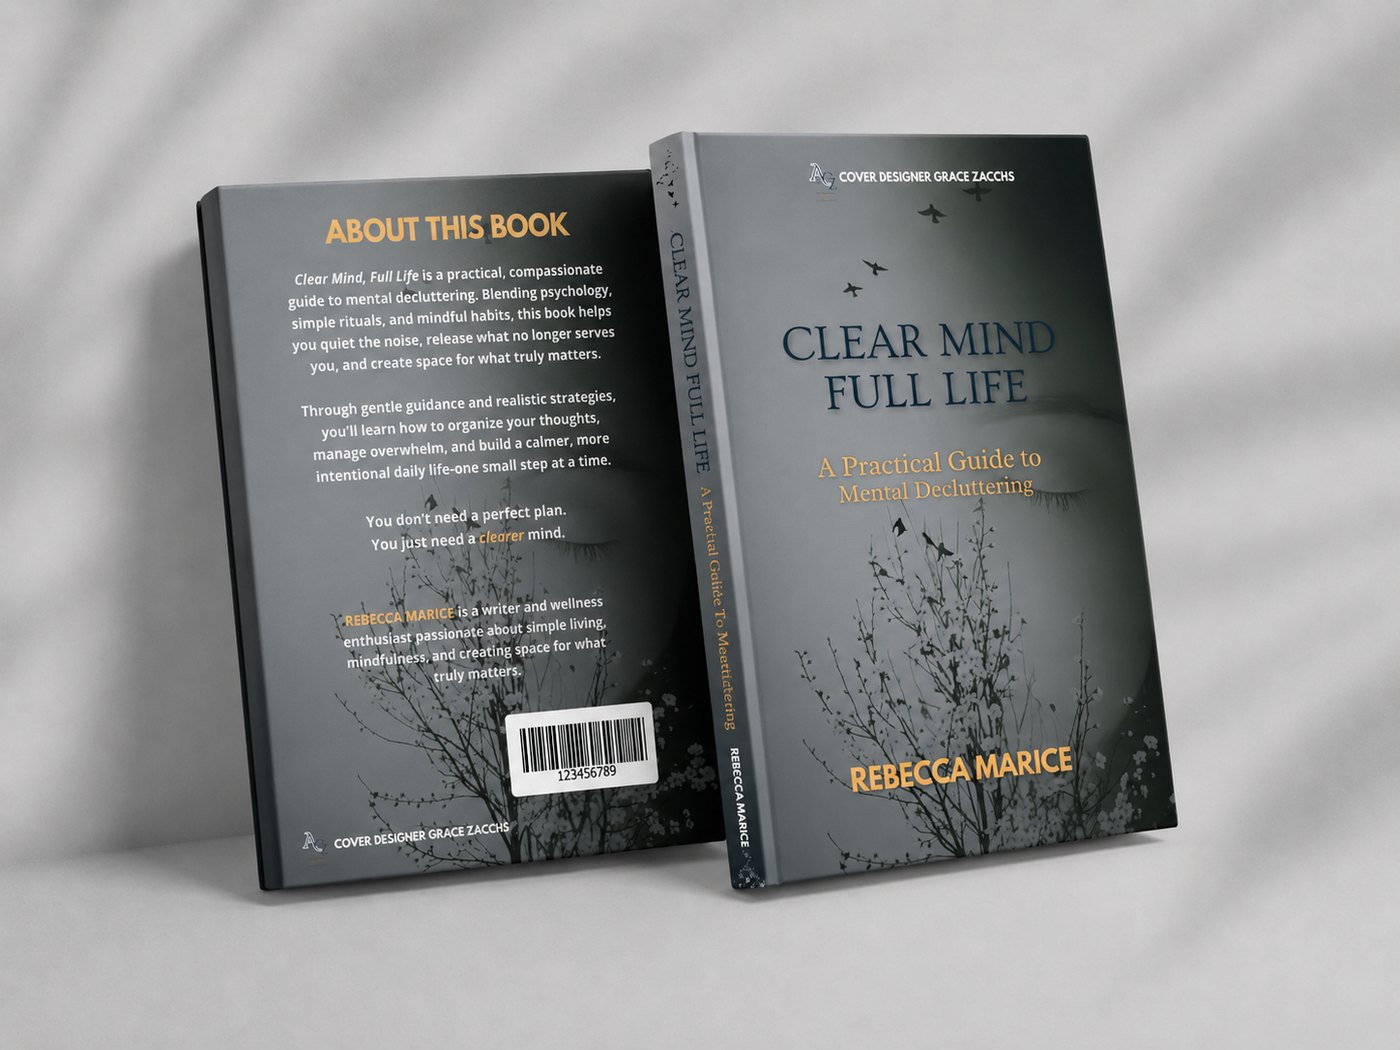 ABOUT THIS BOOK
Clear Mind, Full Life is a practical, compassionate
guide to mental decluttering. Blending psychology,
simple rituals, and mindful habits, this book helps
you quiet the noise, release what no longer serves
you, and create space for what truly matters.
Through gentle guidance and realistic strategies,
you'll learn how to organize your thoughts,
manage overwhelm, and build a calmer, more
intentional daily life-one small step at a time.
You don't need a perfect plan.
You just need a clearer mind.
REBECCA MARICE is a writer and wellness
enthusiast passionate about simple living,
mindfulness, and creating space for what
truly matters.
123456789
AGZ COVER DESIGNER GRACE ZACCHS
CLEAR MIND FULL LIFE A Practial Guide To
REBECCA MARICE
AGZ COVER DESIGNER GRACE ZACCHS
CLEAR MIND
FULL LIFE
A Practical Guide to
Mental Decluttering
REBECCA MARICE